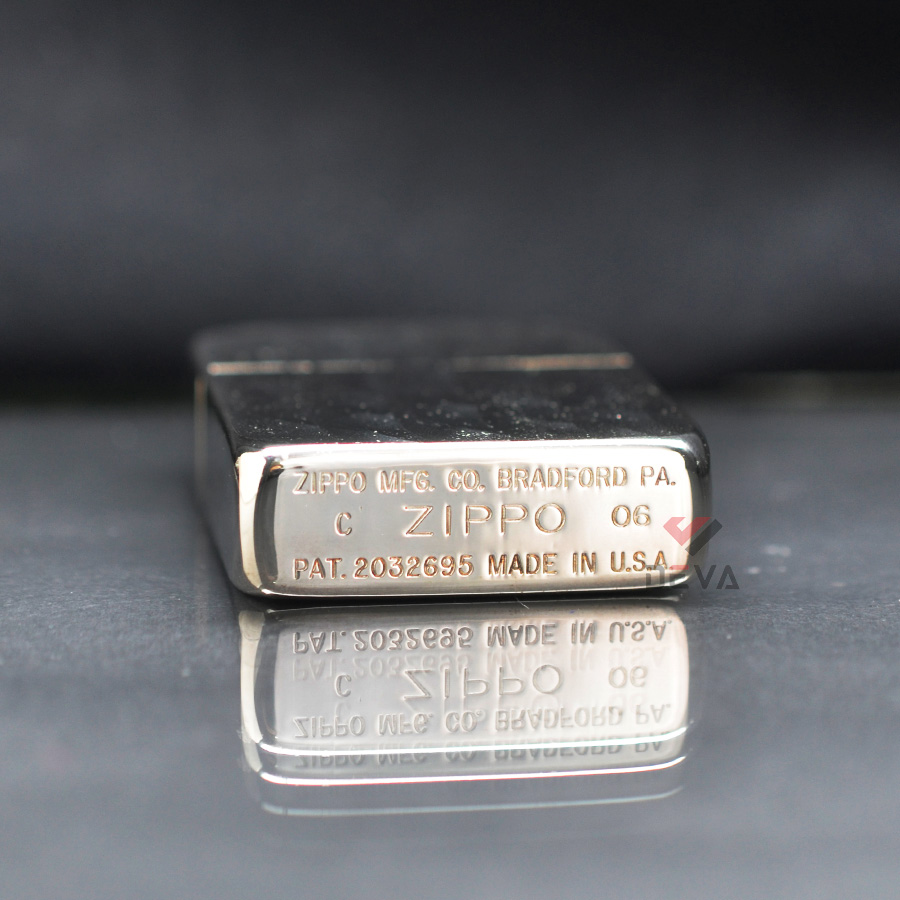 ZIPPO MFG. CO. BRADFORD PA.
C ZIPPO 06
PAT. 2032695 MADE IN U.S.A.